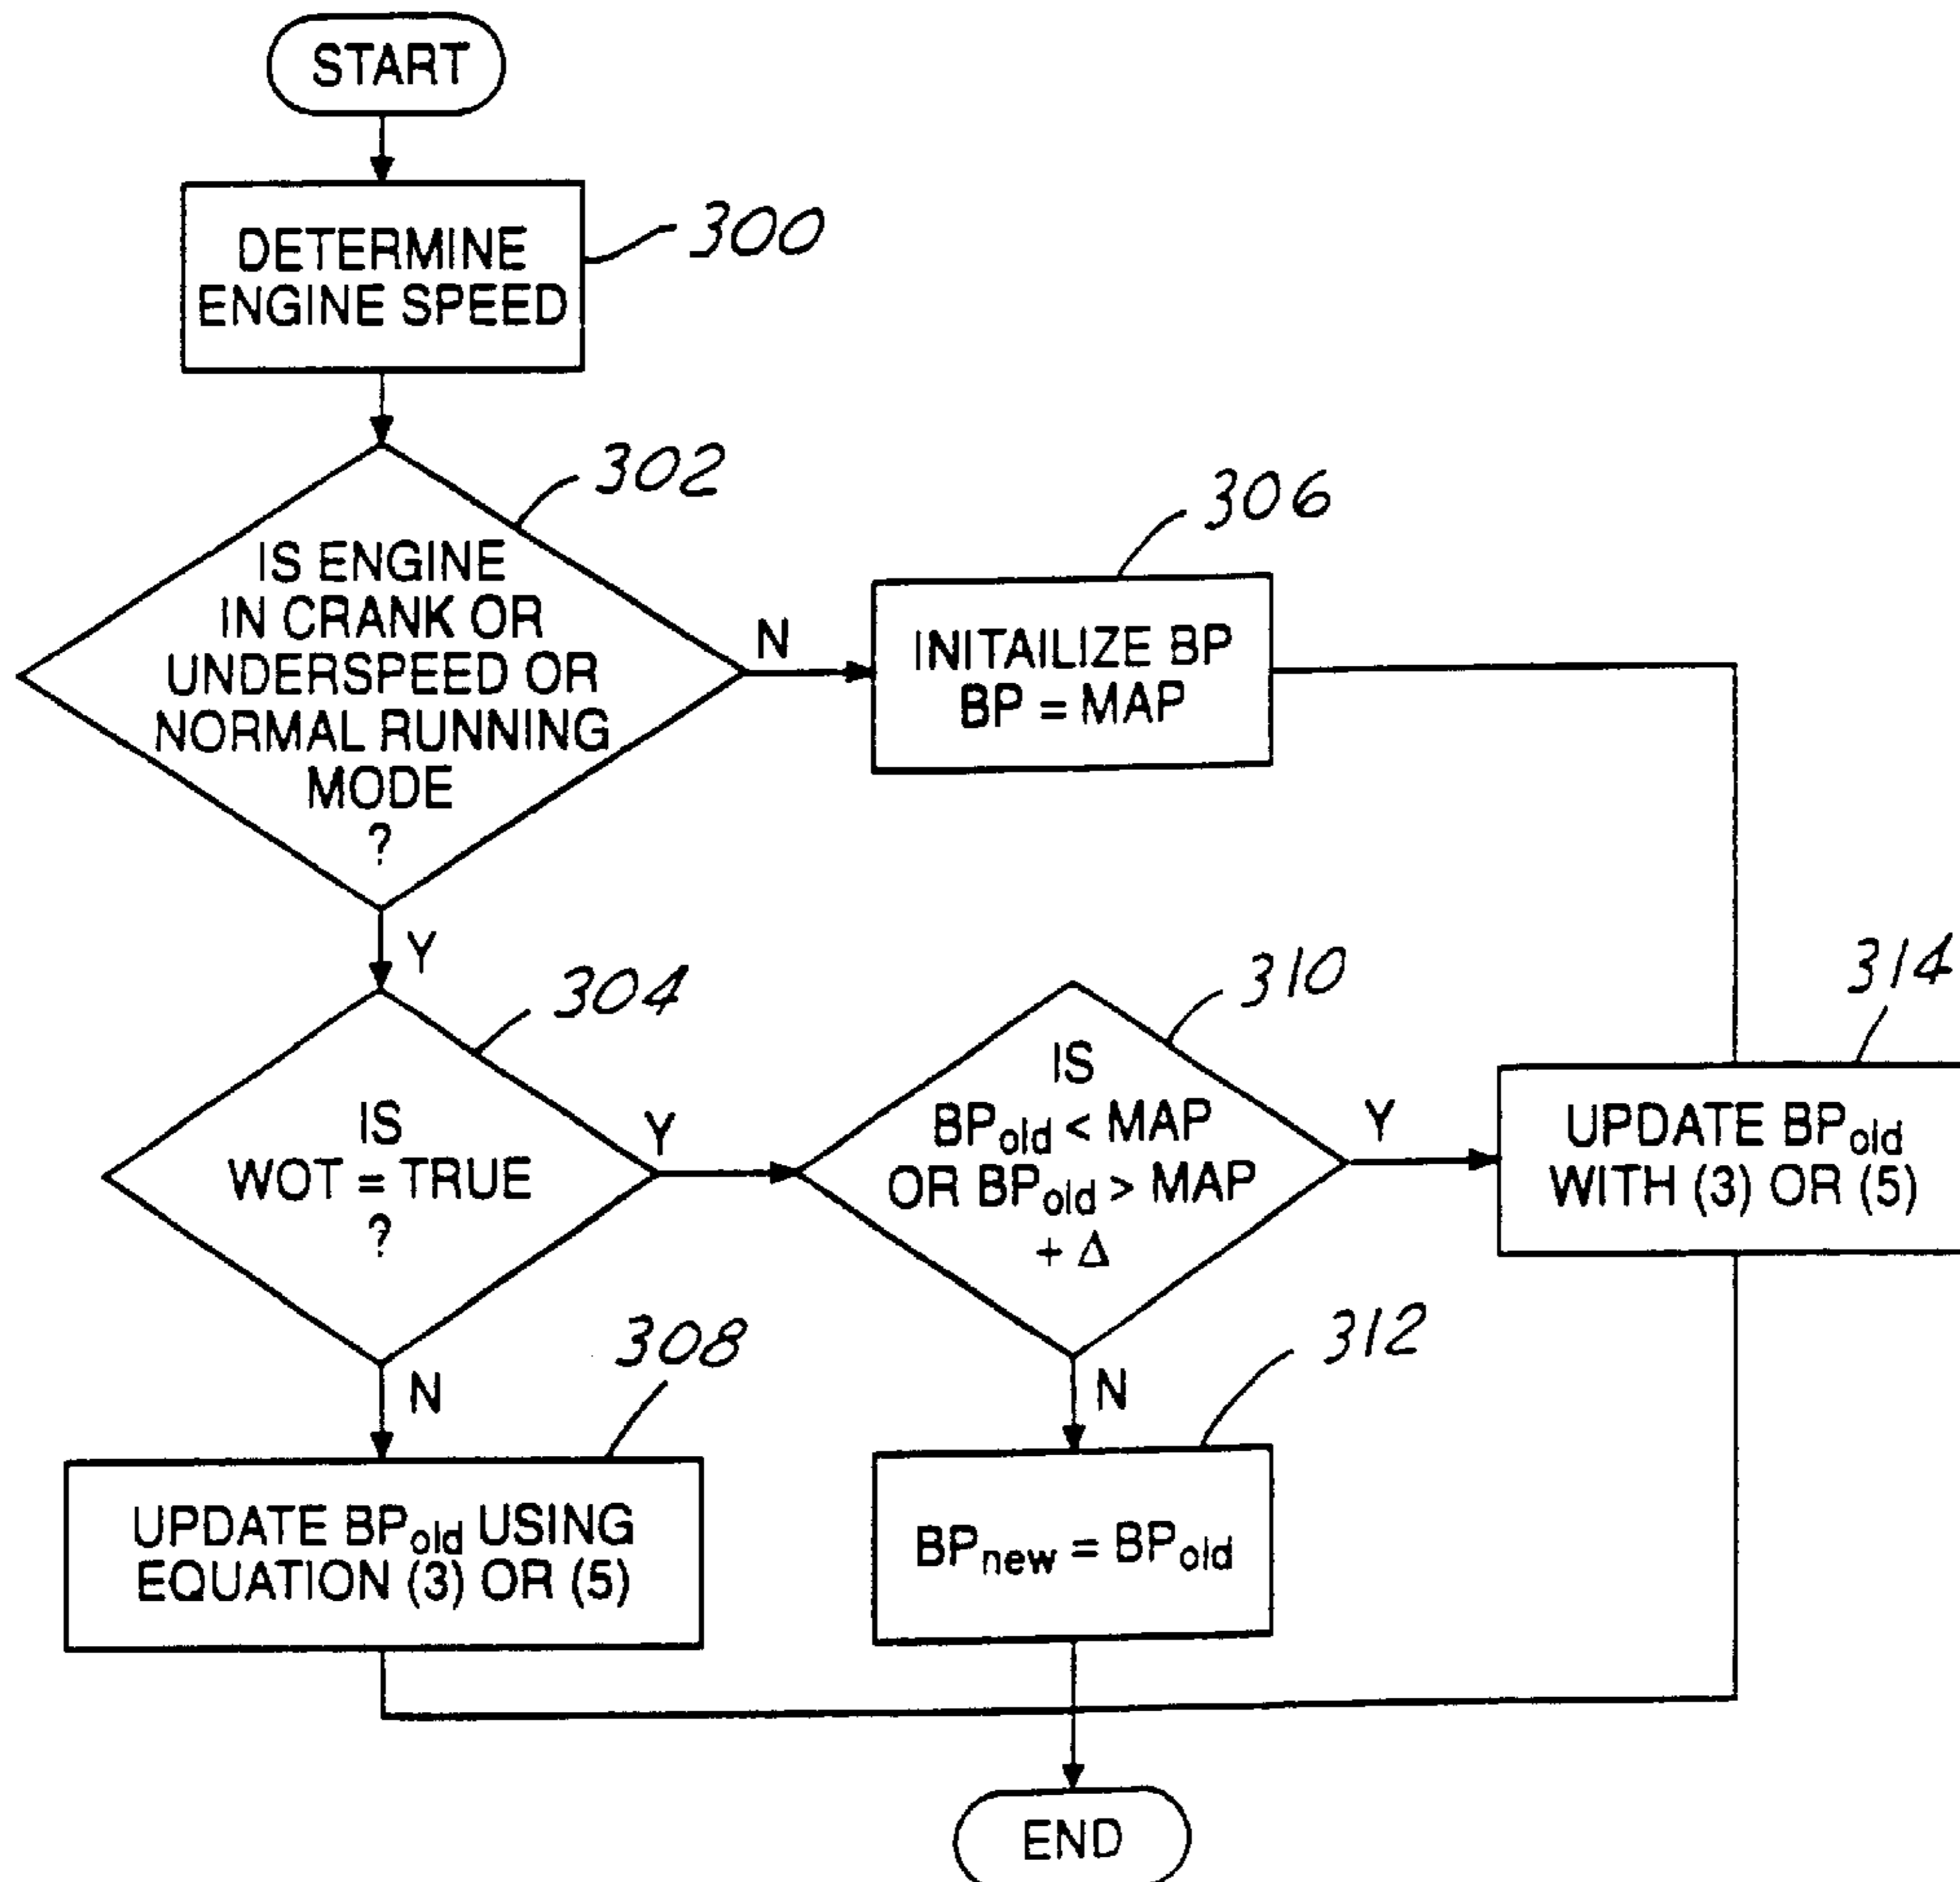 START
DETERMINE
ENGINE SPEED
300
302
IS ENGINE
IN CRANK OR
UNDERSPEED OR
NORMAL RUNNING
MODE
?
N
306
INITAILIZE BP
BP = MAP
Y
304
IS
WOT = TRUE
?
Y
310
IS
BPold < MAP
OR BPold > MAP
+ Δ
Y
314
UPDATE BPold
WITH (3) OR (5)
N
308
UPDATE BPold USING
EQUATION (3) OR (5)
N
312
BPnew = BPold
END